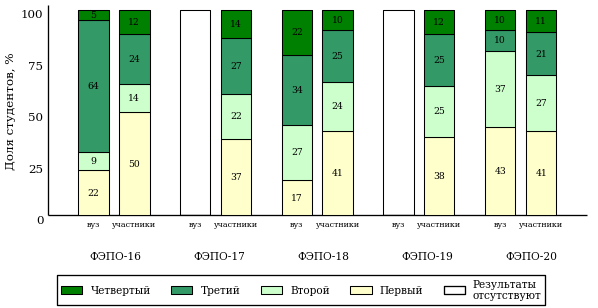 100
75
50
25
0
Доля студентов, %
5 12 14 22 10 12 10 11
64 24 27 34 25 25 10 21
9 14 22 27 24 25 37 27
22 50 37 17 41 38 43 41
вуз участники вуз участники вуз участники вуз участники вуз участники
ФЭПО-16 ФЭПО-17 ФЭПО-18 ФЭПО-19 ФЭПО-20
Четвертый Третий Второй Первый Результаты
отсутствуют